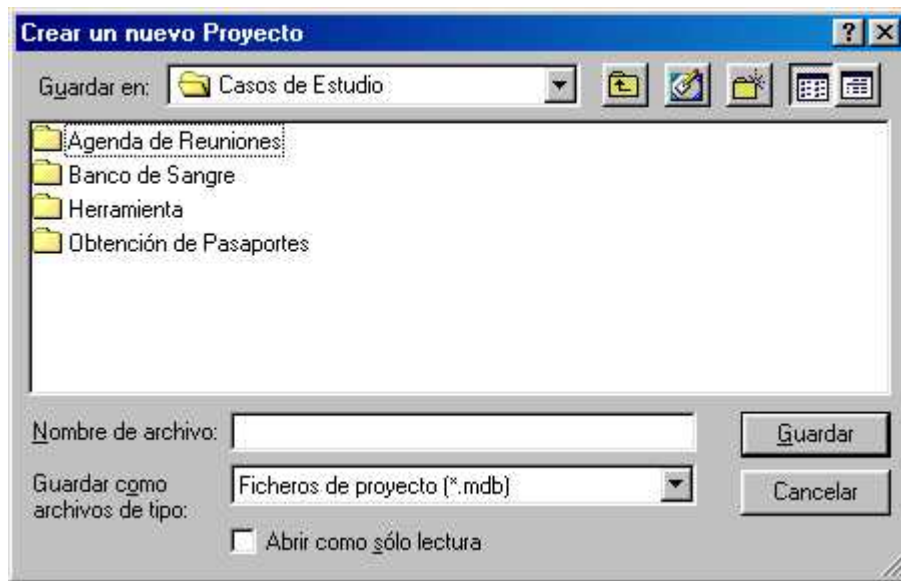 Crear un nuevo Proyecto
Guardar en: Casos de Estudio
Agenda de Reuniones
Banco de Sangre
Herramienta
Obtención de Pasaportes
Nombre de archivo:
Guardar
Guardar como
archivos de tipo:
Ficheros de proyecto (*.mdb)
Cancelar
Abrir como sólo lectura